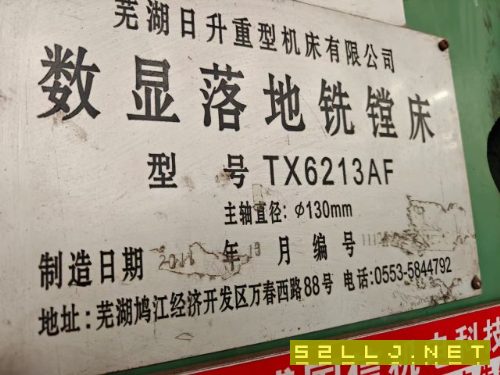 芜湖日升重型机床有限公司
数显落地铣镗床
型号 TX6213AF
主轴直径: Φ130mm
制造日期 年 月 编号
地址: 芜湖鸠江经济开发区万春西路88号 电话:0553-5844792
52LLJ.NET